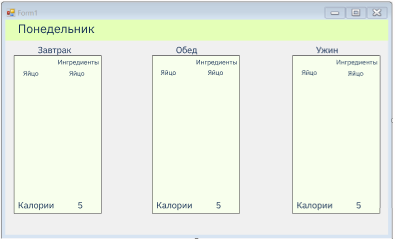 Form1
Понедельник
Завтрак Обед Ужин
Ингредиенты Ингредиенты Ингредиенты
Яйцо Яйцо Яйцо Яйцо Яйцо Яйцо
Калории 5 Калории 5 Калории 5